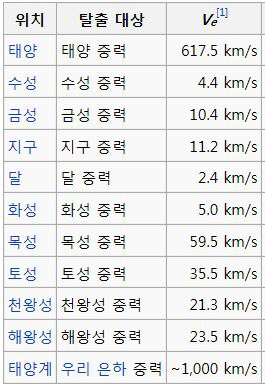 위치 탈출 대상 Ve[1]
태양 태양 중력 617.5 km/s
수성 수성 중력 4.4 km/s
금성 금성 중력 10.4 km/s
지구 지구 중력 11.2 km/s
달 달 중력 2.4 km/s
화성 화성 중력 5.0 km/s
목성 목성 중력 59.5 km/s
토성 토성 중력 35.5 km/s
천왕성 천왕성 중력 21.3 km/s
해왕성 해왕성 중력 23.5 km/s
태양계 우리 은하 중력 ~1,000 km/s